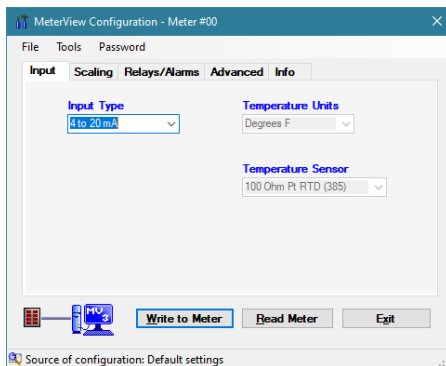 MeterView Configuration - Meter #00
File Tools Password
Input Scaling Relays/Alarms Advanced Info
Input Type Temperature Units
4 to 20 mA Degrees F
Temperature Sensor
100 Ohm Pt RTD (385)
MV 3 Write to Meter Read Meter Exit
Source of configuration: Default settings